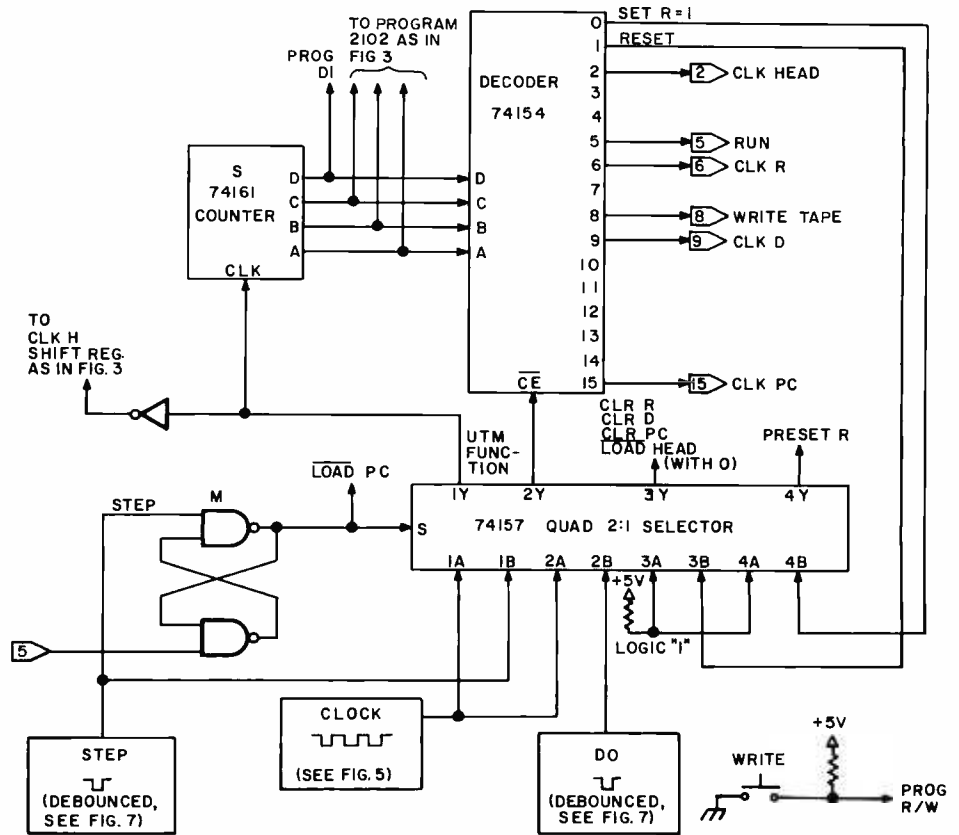 TO PROGRAM
2102 AS IN
FIG 3
PROG
DI
DECODER
74154
0
1
2
3
4
5
6
7
8
9
10
11
12
13
14
15
SET R=1
RESET
2 CLK HEAD
5 RUN
6 CLK R
8 WRITE TAPE
9 CLK D
15 CLK PC
S
74161
COUNTER
D
C
B
A
CLK
D
C
B
A
CE
TO
CLK H
SHIFT REG.
AS IN FIG. 3
UTM
FUNC-
TION
CLR R
CLR D
CLR PC
LOAD HEAD
(WITH 0)
PRESET R
LOAD PC
STEP
M
1Y 2Y 3Y 4Y
S 74157 QUAD 2:1 SELECTOR
1A 1B 2A 2B 3A 3B 4A 4B
+5V
LOGIC "1"
5
STEP
(DEBOUNCED,
SEE FIG. 7)
CLOCK
(SEE FIG. 5)
DO
(DEBOUNCED,
SEE FIG. 7)
+5V
WRITE
PROG
R/W